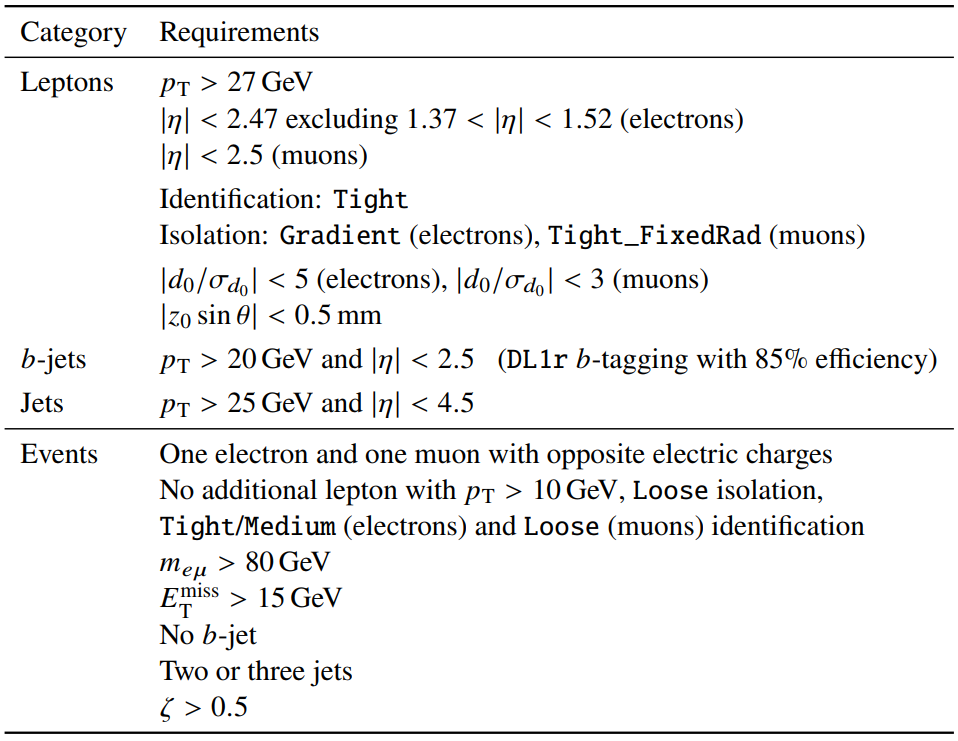 Category Requirements
Leptons pT > 27 GeV
|η| < 2.47 excluding 1.37 < |η| < 1.52 (electrons)
|η| < 2.5 (muons)
Identification: Tight
Isolation: Gradient (electrons), Tight_FixedRad (muons)
|d0/σd0| < 5 (electrons), |d0/σd0| < 3 (muons)
|z0 sin θ| < 0.5 mm
b-jets pT > 20 GeV and |η| < 2.5 (DL1r b-tagging with 85% efficiency)
Jets pT > 25 GeV and |η| < 4.5
Events One electron and one muon with opposite electric charges
No additional lepton with pT > 10 GeV, Loose isolation,
Tight/Medium (electrons) and Loose (muons) identification
meμ > 80 GeV
ETmiss > 15 GeV
No b-jet
Two or three jets
ζ > 0.5